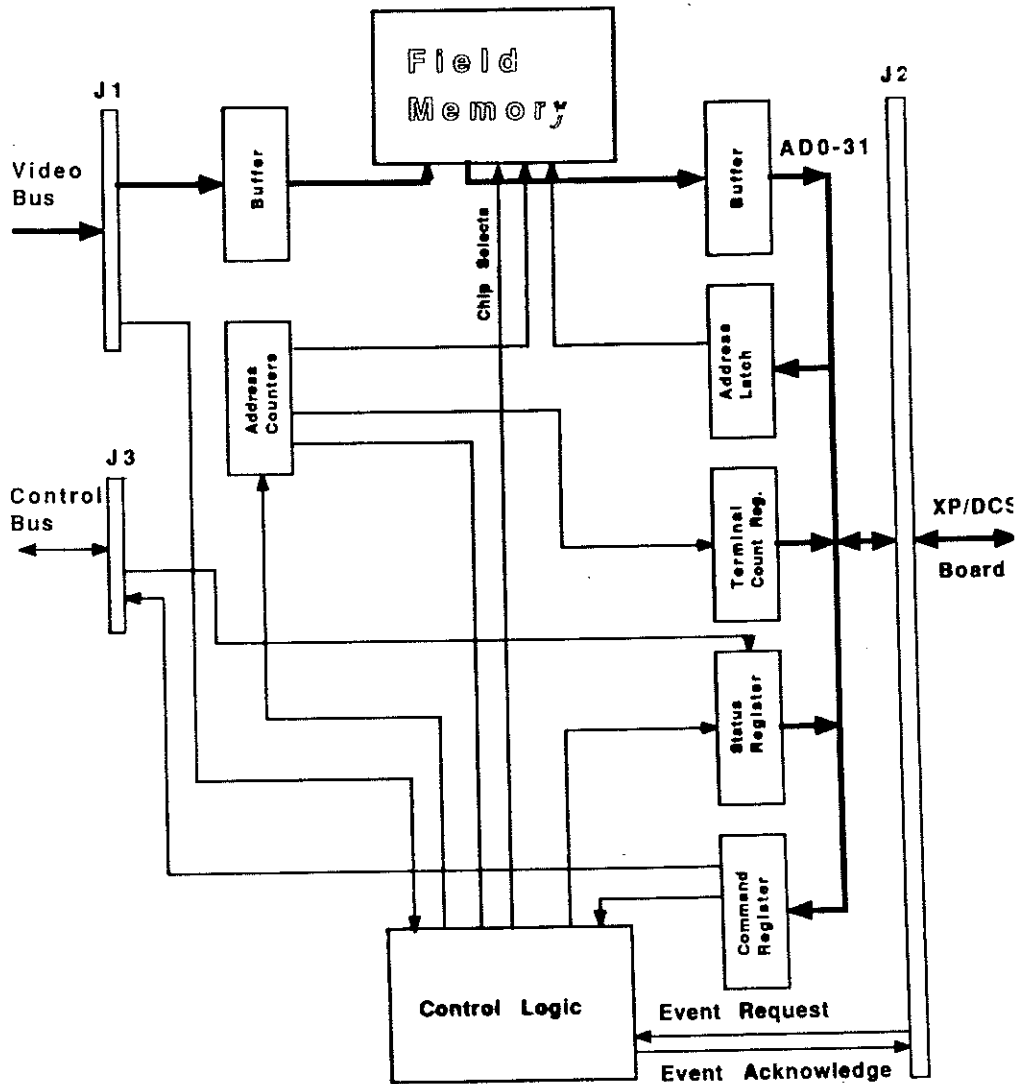 Field
Memory
J1
J2
Video
Bus
Buffer
Buffer
AD0-31
Chip Selects
Address
Counters
Address
Latch
J3
Control
Bus
Terminal
Count Reg.
XP/DCS
Board
Status
Register
Command
Register
Control Logic
Event Request
Event Acknowledge